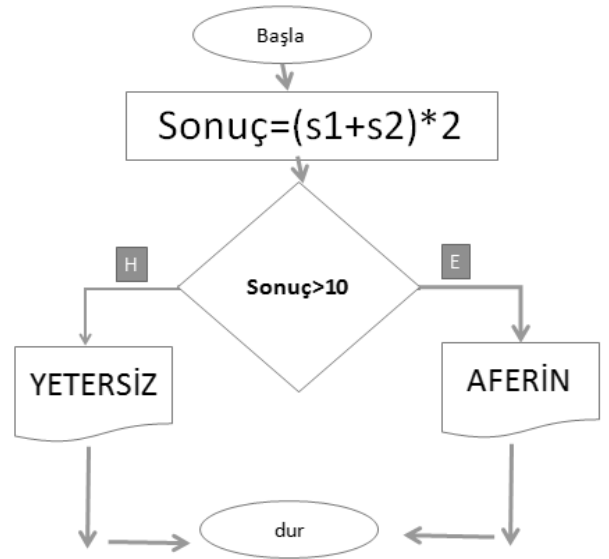 Başla
Sonuç=(s1+s2)*2
H
E
Sonuç>10
YETERSİZ
AFERİN
dur